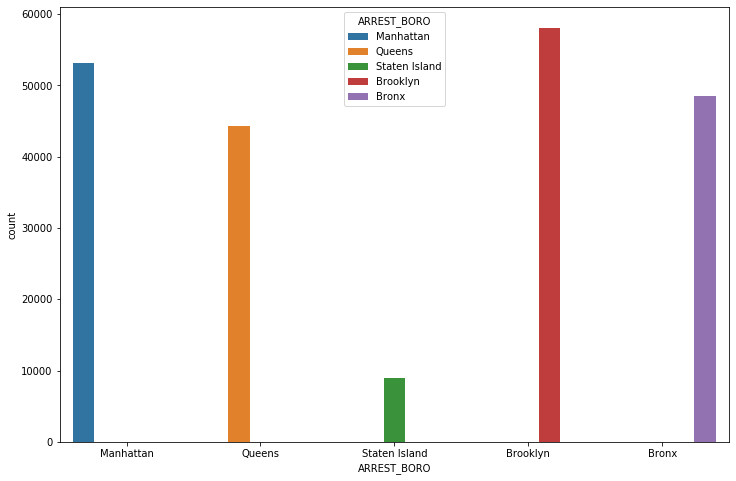 ARREST_BORO
Manhattan
Queens
Staten Island
Brooklyn
Bronx
60000
50000
40000
30000
20000
10000
0
count
Manhattan Queens Staten Island Brooklyn Bronx
ARREST_BORO